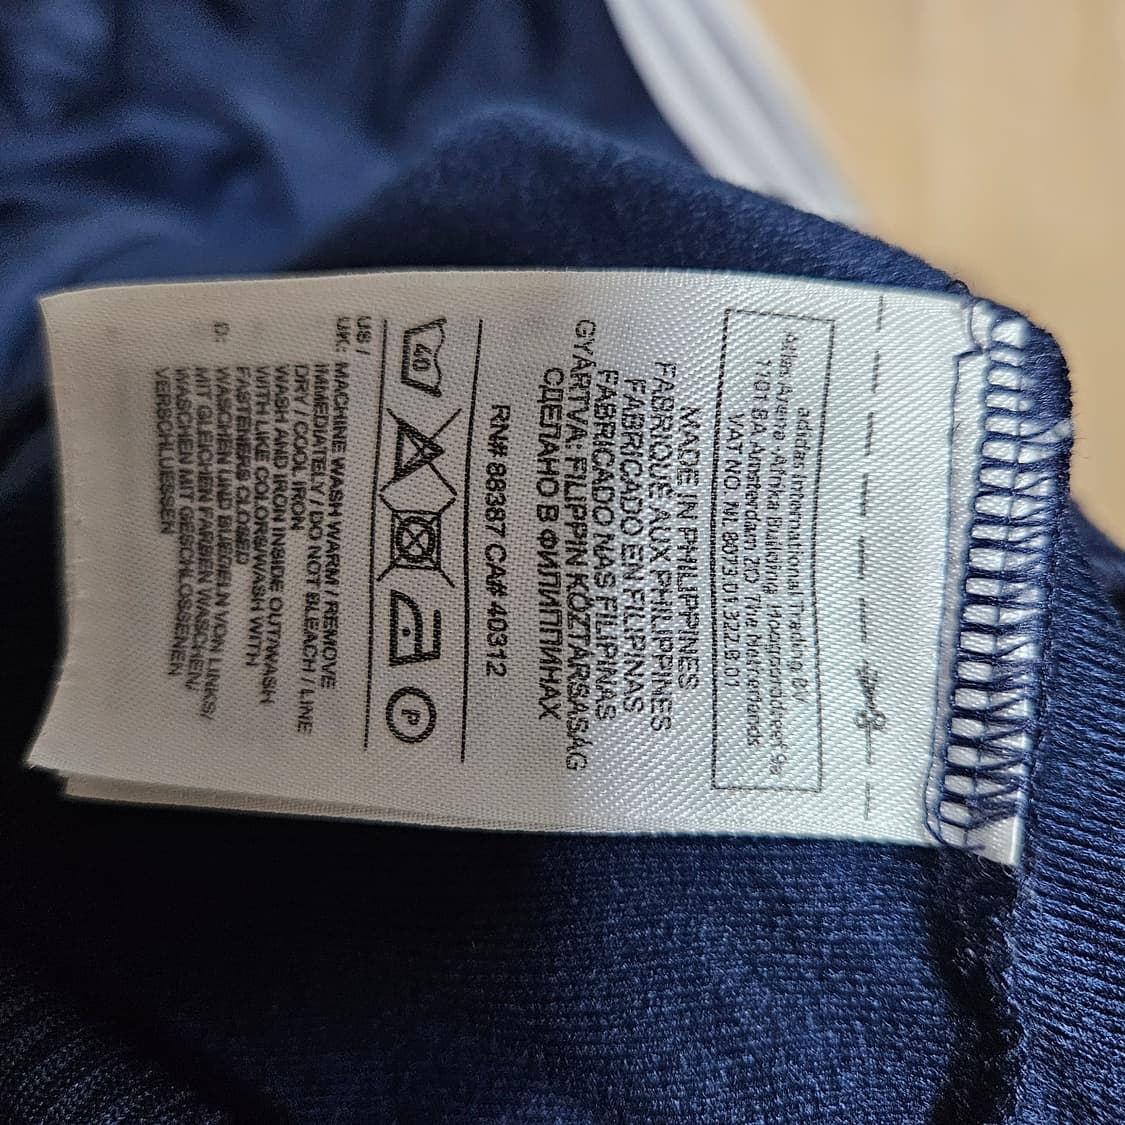 adidas International Trading BV,
Atlas Arena -Afrika Building, Hoogoorddreef 9a
1101 BA Amsterdam ZO The Netherlands
VAT NO. NL 8073.01.322.B.01
MADE IN PHILIPPINES
FABRIQUÉ AUX PHILIPPINES
FABRICADO EN FILIPINAS
FABRICADO NAS FILIPINAS
GYÁRTVA FILIPPIN KÖZTÁRSASÁG
СДЕЛАНО В ФИЛИППИНАХ
RN# 88387 CA# 40312
40
P
US /
UK: MACHINE WASH WARM / REMOVE
IMMEDIATELY / DO NOT BLEACH / LINE
DRY / COOL IRON
WASH AND IRON INSIDE OUT/WASH
WITH LIKE COLORS/WASH WITH
FASTENERS CLOSED
D: WASCHEN UND BUEGELN VON LINKS/
MIT GLEICHEN FARBEN WASCHEN/
WASCHEN MIT GESCHLOSSENEN
VERSCHLUESSEN